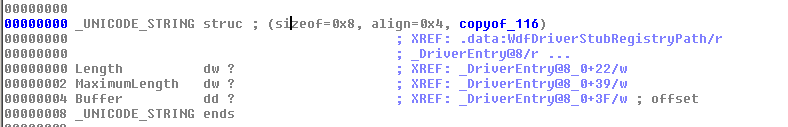 00000000
00000000 _UNICODE_STRING struc ; (sizeof=0x8, align=0x4, copyof_116)
00000000 ; XREF: .data:WdfDriverStubRegistryPath/r
00000000 ; _DriverEntry@8/r ...
00000000 Length dw ? ; XREF: _DriverEntry@8_0+22/w
00000002 MaximumLength dw ? ; XREF: _DriverEntry@8_0+39/w
00000004 Buffer dd ? ; XREF: _DriverEntry@8_0+3F/w ; offset
00000008 _UNICODE_STRING ends